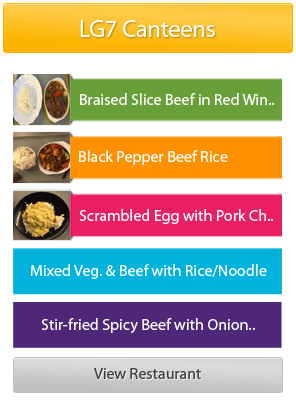 LG7 Canteens
Braised Slice Beef in Red Win..
Black Pepper Beef Rice
Scrambled Egg with Pork Ch..
Mixed Veg. & Beef with Rice/Noodle
Stir-fried Spicy Beef with Onion..
View Restaurant